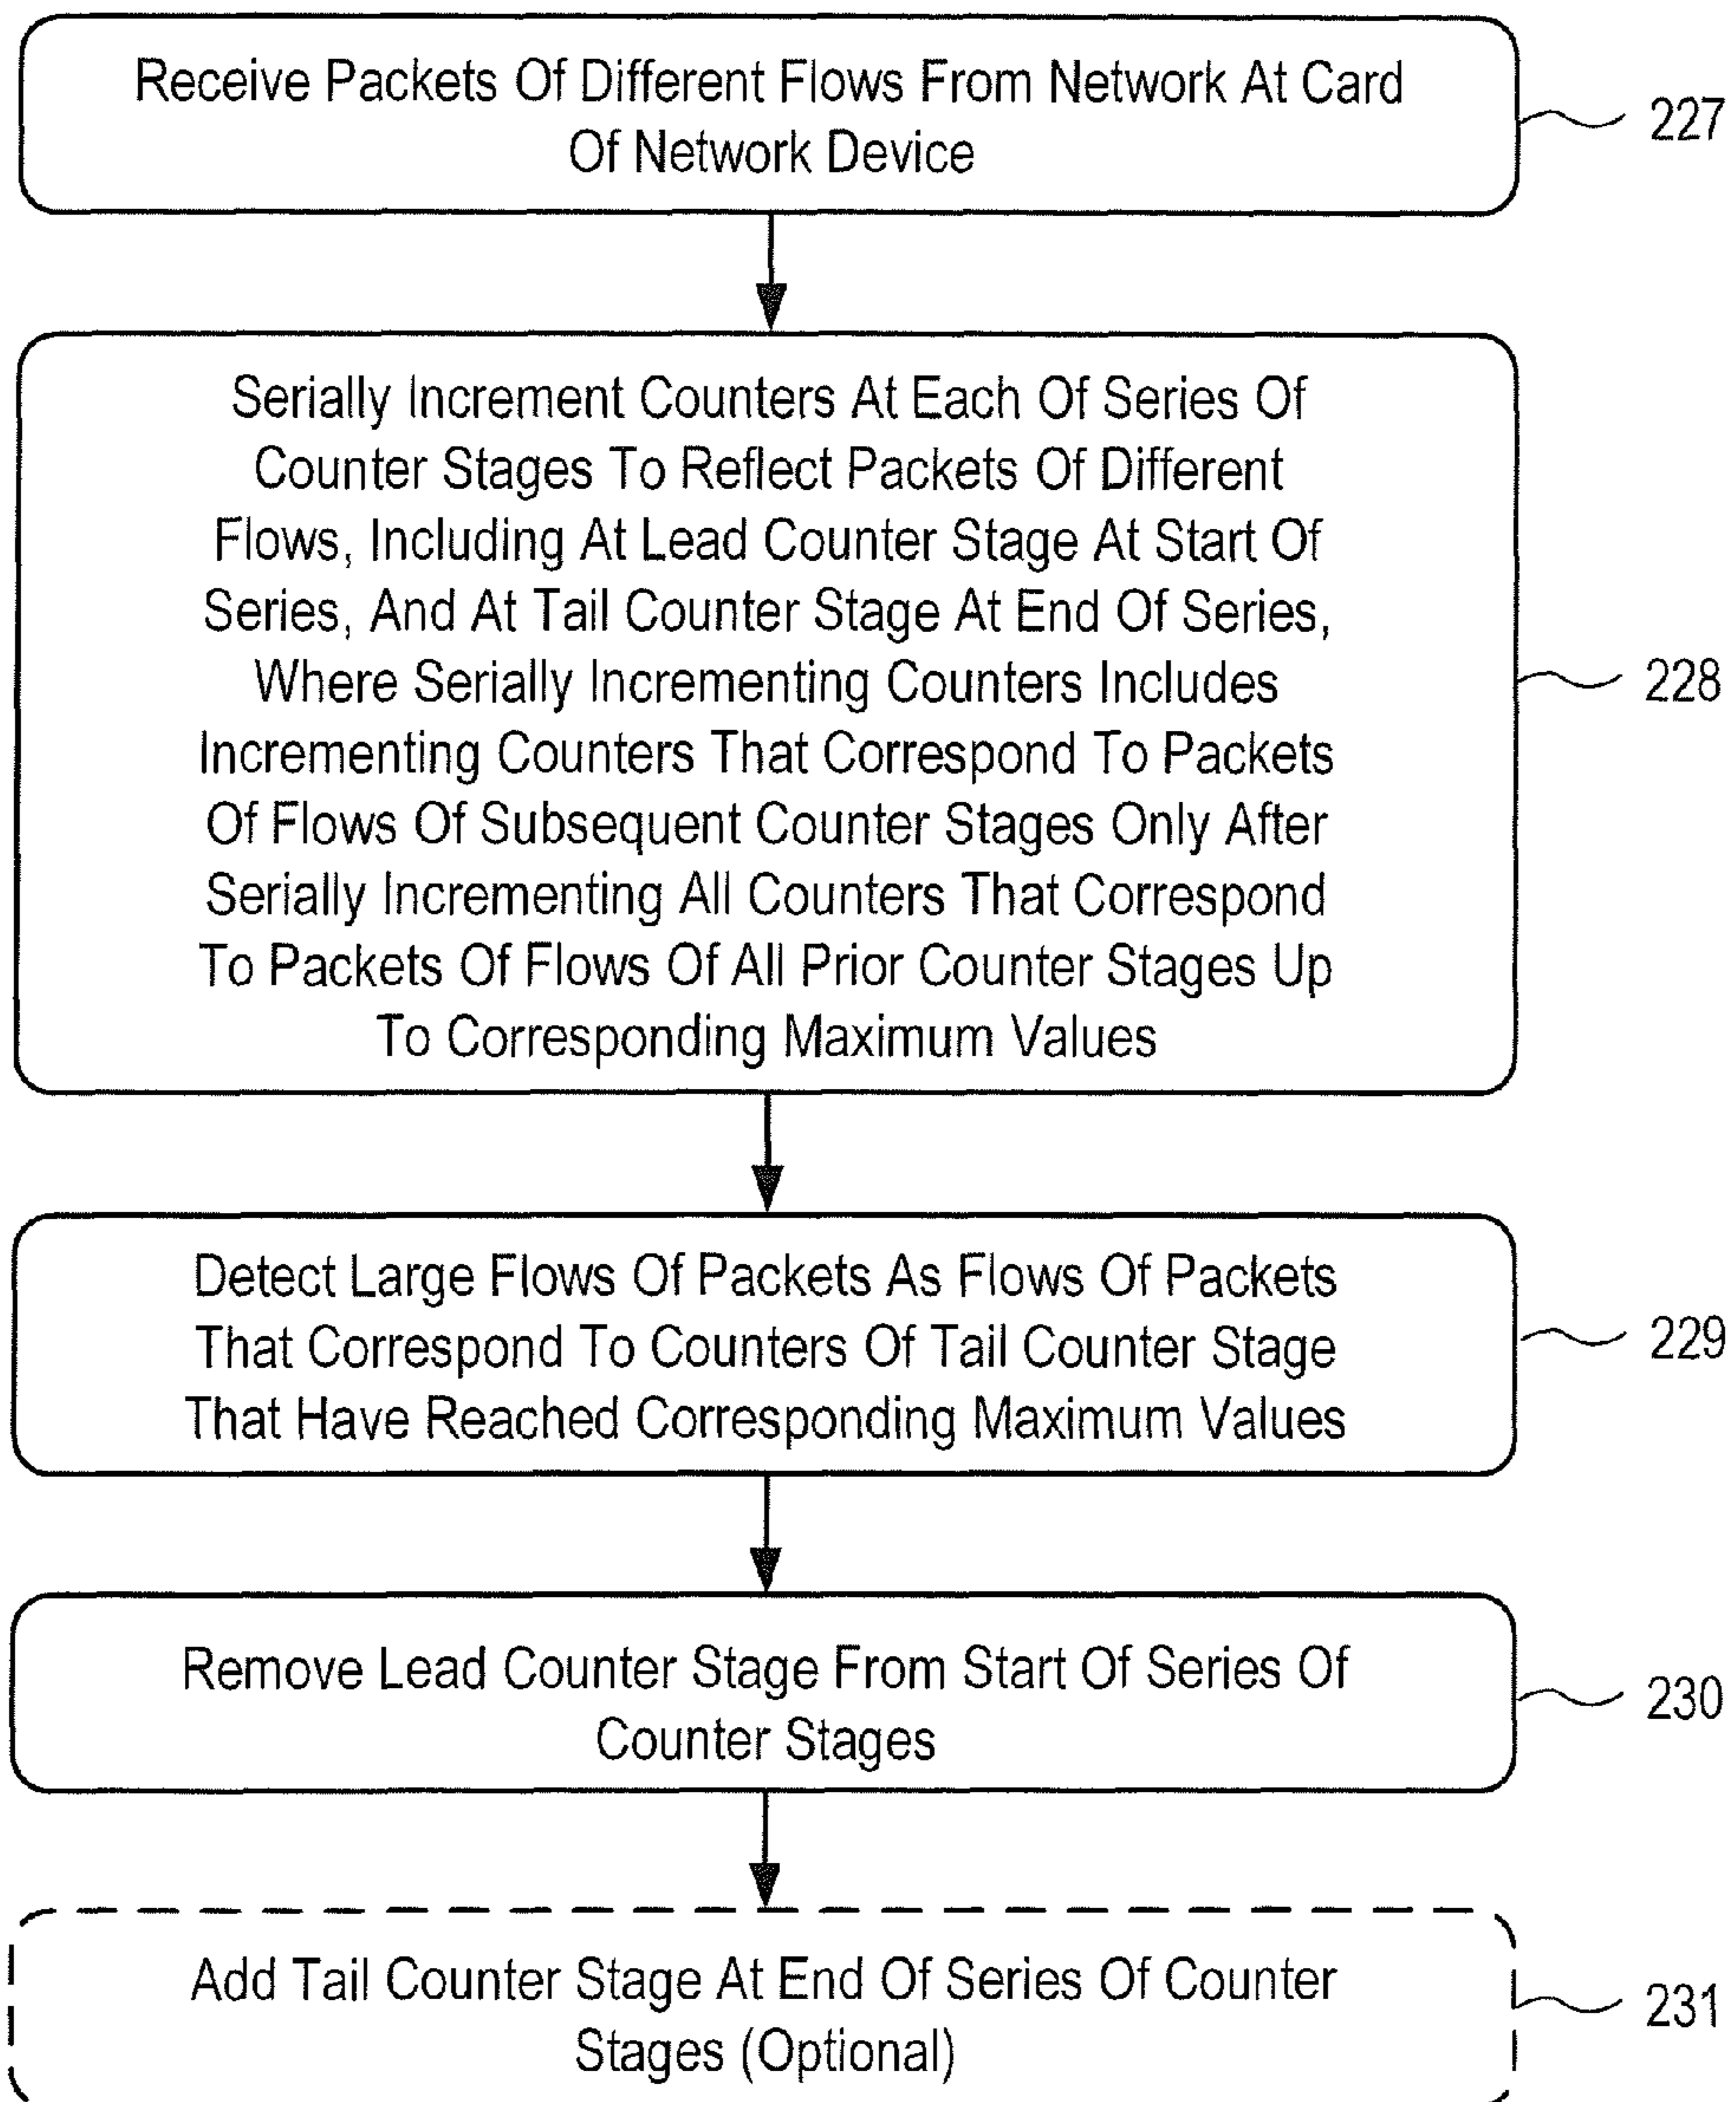 Receive Packets Of Different Flows From Network At Card
Of Network Device
227
Serially Increment Counters At Each Of Series Of
Counter Stages To Reflect Packets Of Different
Flows, Including At Lead Counter Stage At Start Of
Series, And At Tail Counter Stage At End Of Series,
Where Serially Incrementing Counters Includes
Incrementing Counters That Correspond To Packets
Of Flows Of Subsequent Counter Stages Only After
Serially Incrementing All Counters That Correspond
To Packets Of Flows Of All Prior Counter Stages Up
To Corresponding Maximum Values
228
Detect Large Flows Of Packets As Flows Of Packets
That Correspond To Counters Of Tail Counter Stage
That Have Reached Corresponding Maximum Values
229
Remove Lead Counter Stage From Start Of Series Of
Counter Stages
230
Add Tail Counter Stage At End Of Series Of Counter
Stages (Optional)
231